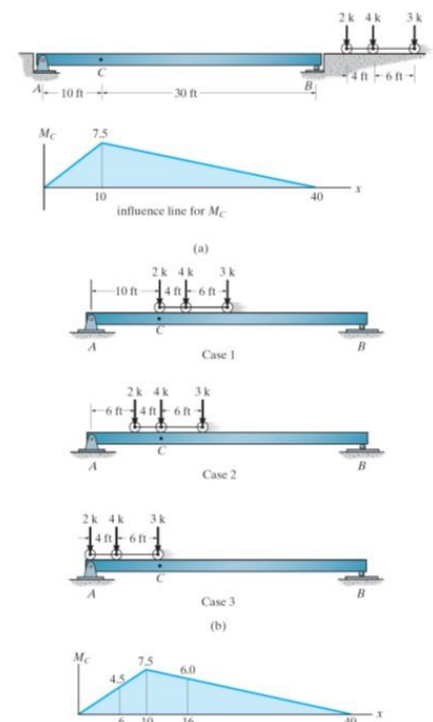 2 k 4 k 3 k
C
4 ft 6 ft
A B
10 ft 30 ft
M_C 7.5
x
10 40
influence line for M_C
(a)
2 k 4 k 3 k
10 ft 4 ft 6 ft
C
A B
Case 1
2 k 4 k 3 k
6 ft 4 ft 6 ft
C
A B
Case 2
2 k 4 k 3 k
4 ft 6 ft
C
A B
Case 3
(b)
M_C 7.5
6.0
4.5
x
6 10 16 40